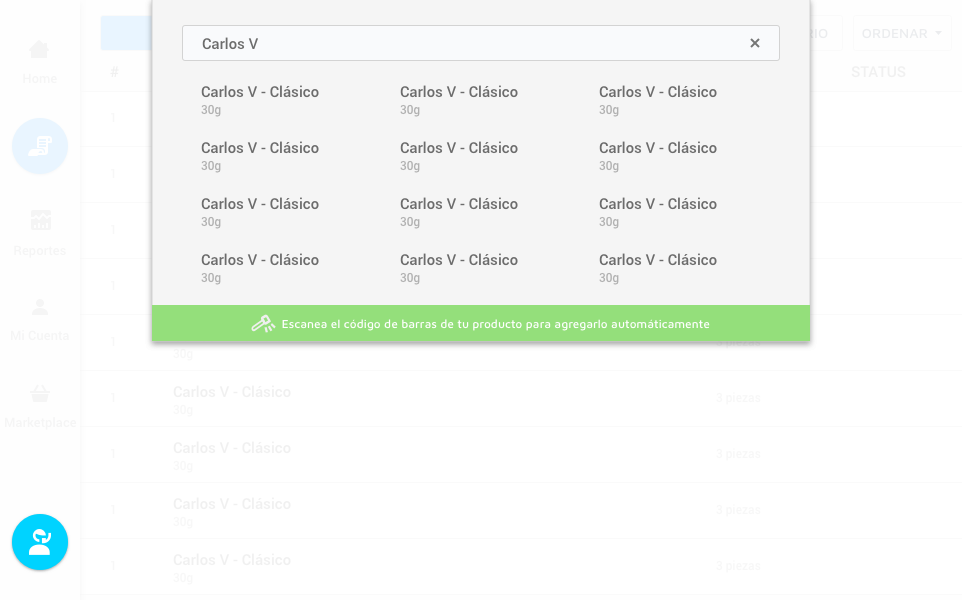 Carlos V
Carlos V - Clásico
30g
Carlos V - Clásico
30g
Carlos V - Clásico
30g
Carlos V - Clásico
30g
Carlos V - Clásico
30g
Carlos V - Clásico
30g
Carlos V - Clásico
30g
Carlos V - Clásico
30g
Carlos V - Clásico
30g
Carlos V - Clásico
30g
Carlos V - Clásico
30g
Carlos V - Clásico
30g
Escanea el código de barras de tu producto para agregarlo automáticamente
Home
Reportes
Mi Cuenta
Marketplace
ORDENAR
# STATUS
30g
Carlos V - Clásico
30g
3 piezas
Carlos V - Clásico
30g
3 piezas
Carlos V - Clásico
30g
3 piezas
Carlos V - Clásico
30g
3 piezas